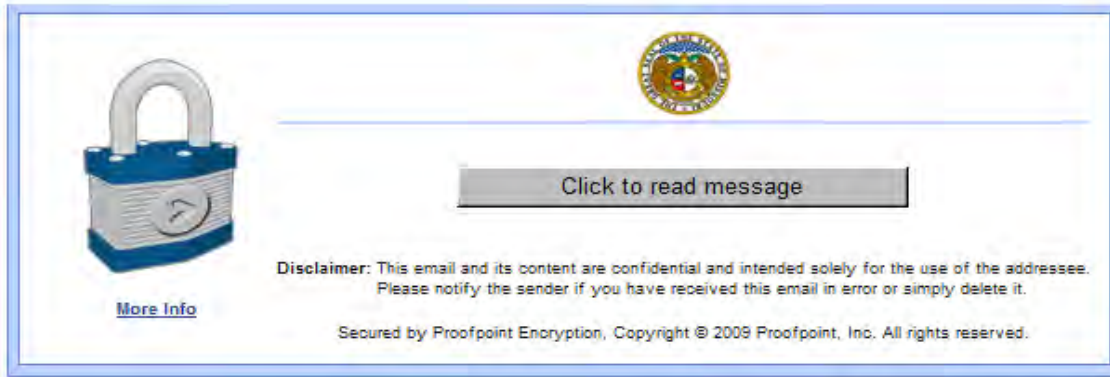 Click to read message
Disclaimer: This email and its content are confidential and intended solely for the use of the addressee.
Please notify the sender if you have received this email in error or simply delete it.
More Info
Secured by Proofpoint Encryption, Copyright © 2009 Proofpoint, Inc. All rights reserved.